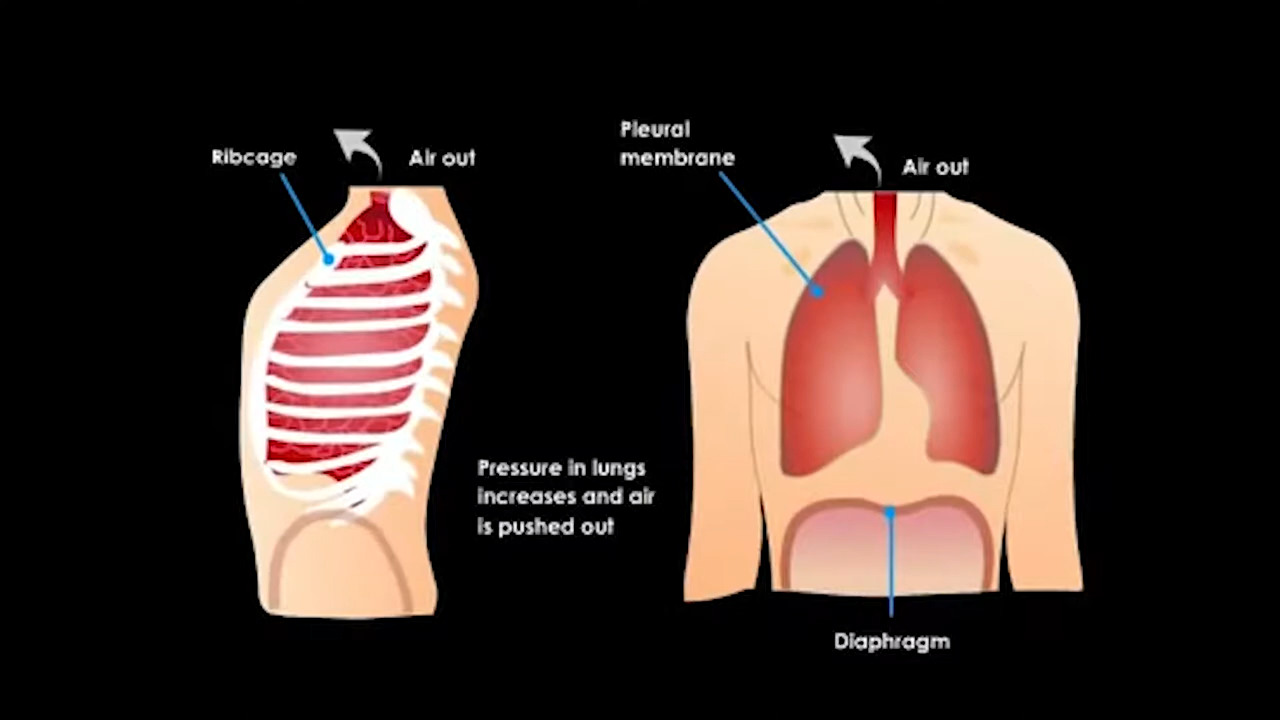 Ribcage
Air out
Pressure in lungs
increases and air
is pushed out
Pleural
membrane
Air out
Diaphragm